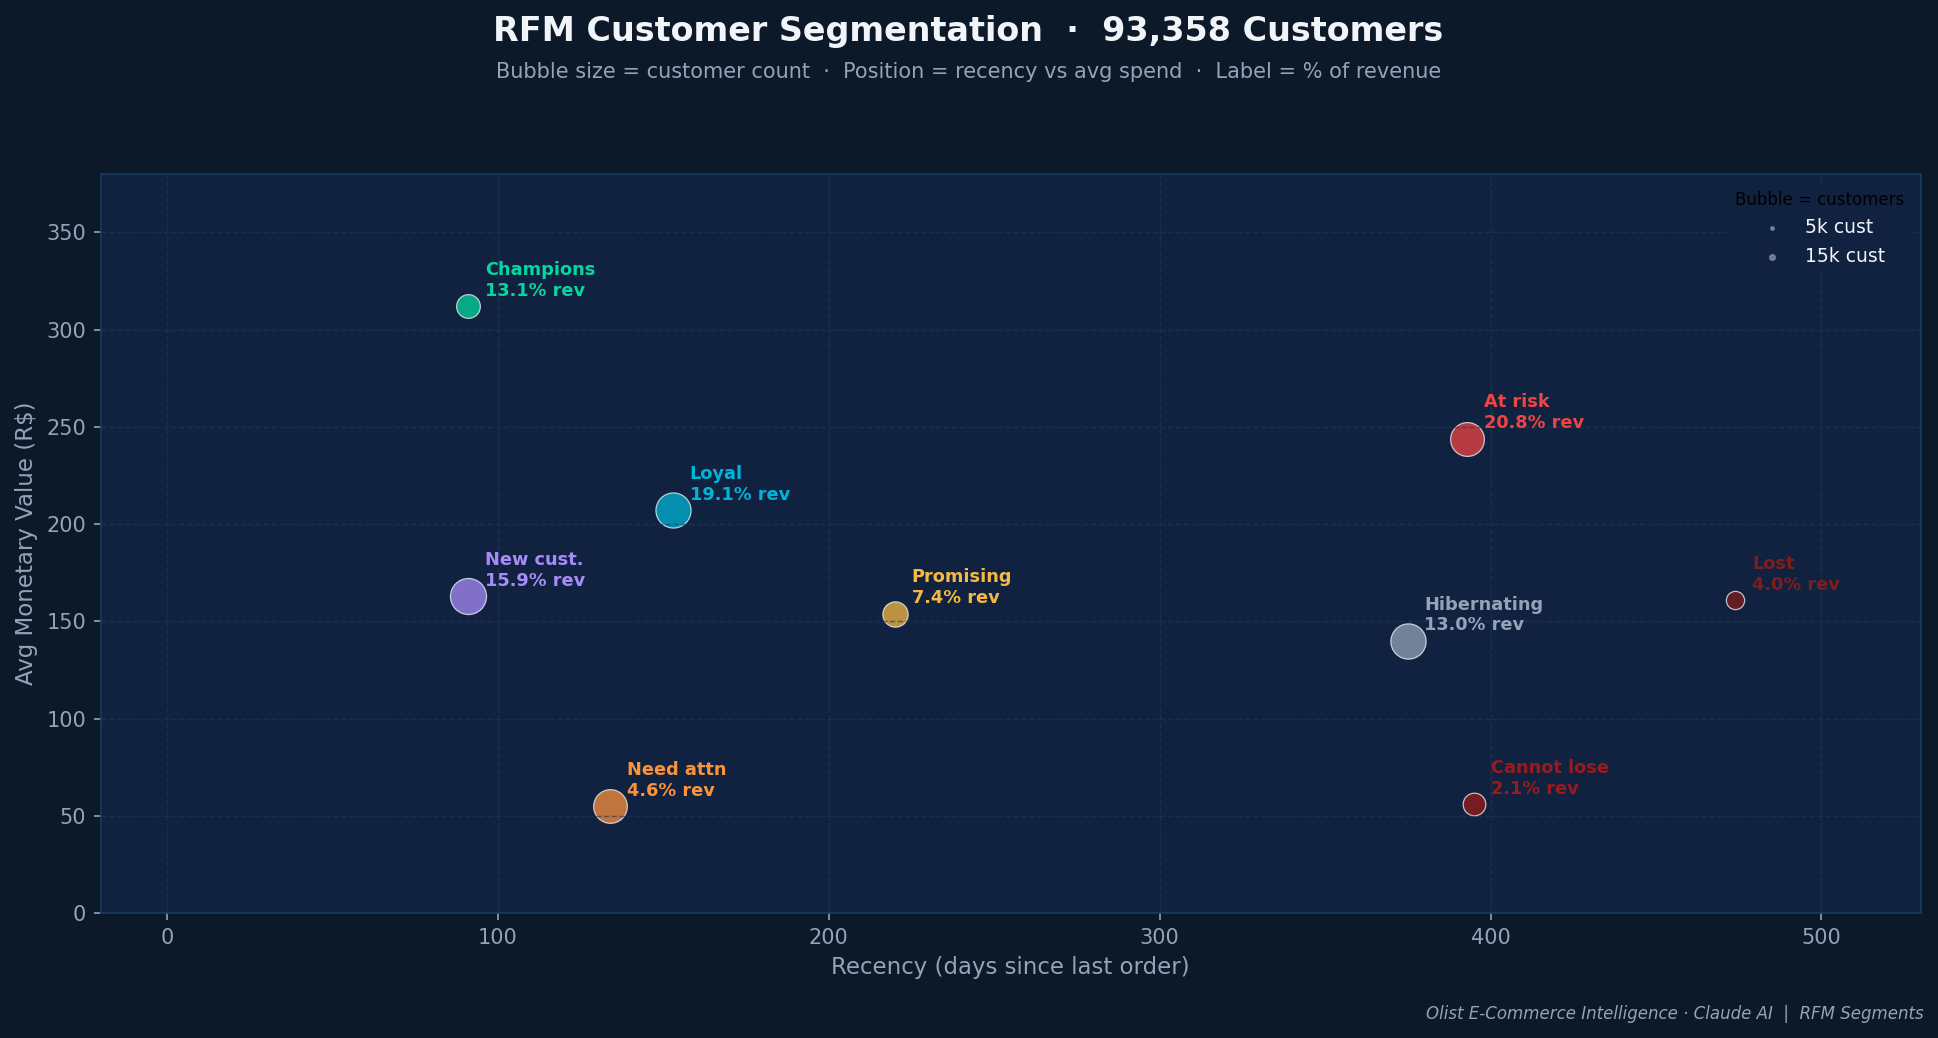 RFM Customer Segmentation · 93,358 Customers
Bubble size = customer count · Position = recency vs avg spend · Label = % of revenue
Bubble = customers
5k cust
15k cust
350
300
250
200
150
100
50
0
Avg Monetary Value (R$)
Champions
13.1% rev
At risk
20.8% rev
Loyal
19.1% rev
New cust.
15.9% rev
Promising
7.4% rev
Lost
4.0% rev
Hibernating
13.0% rev
Need attn
4.6% rev
Cannot lose
2.1% rev
0
100
200
300
400
500
Recency (days since last order)
Olist E-Commerce Intelligence · Claude AI | RFM Segments